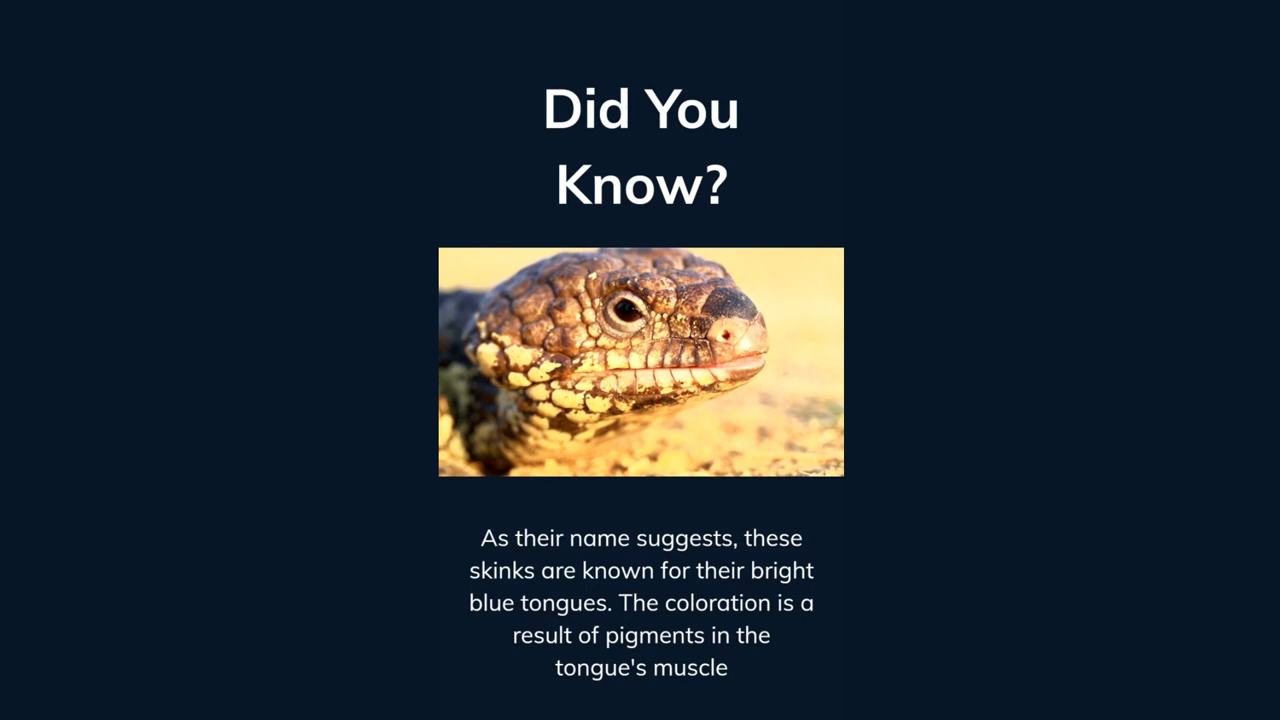 Did You
Know?
As their name suggests, these
skinks are known for their bright
blue tongues. The coloration is a
result of pigments in the
tongue's muscle